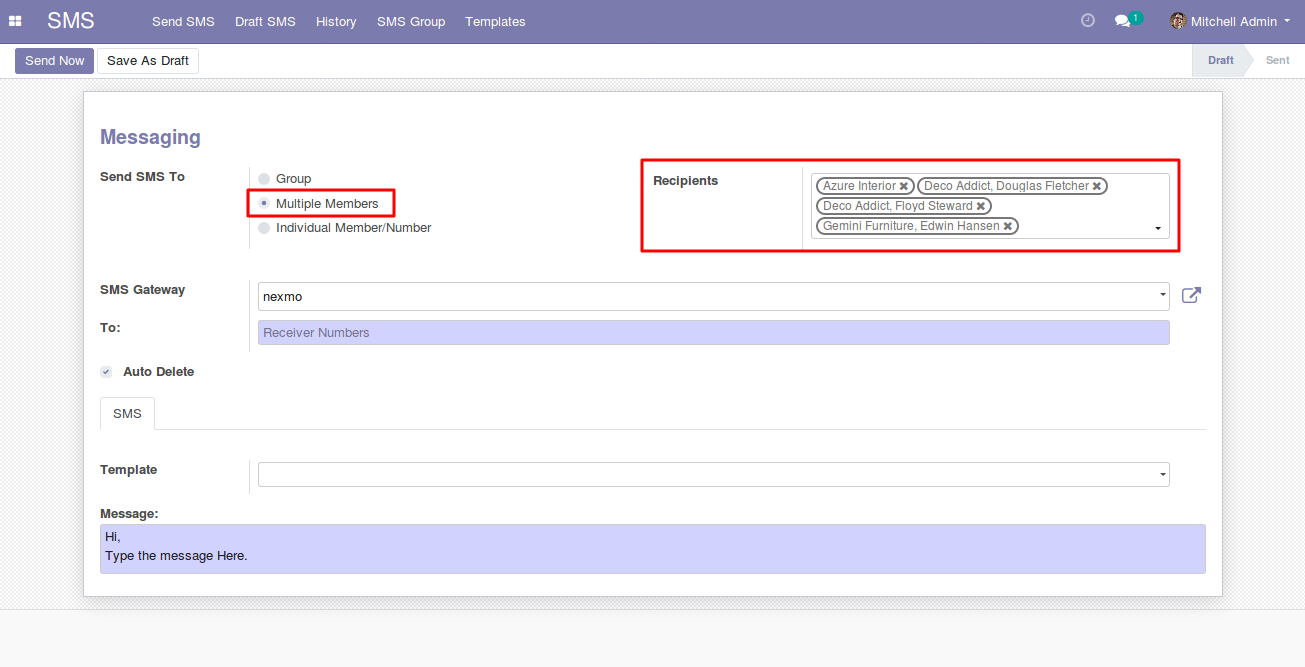 SMS Send SMS Draft SMS History SMS Group Templates 1 Mitchell Admin
Send Now Save As Draft Draft Sent
Messaging
Send SMS To
Group
Multiple Members
Individual Member/Number
Recipients
Azure Interior Deco Addict, Douglas Fletcher
Deco Addict, Floyd Steward
Gemini Furniture, Edwin Hansen
SMS Gateway nexmo
To: Receiver Numbers
Auto Delete
SMS
Template
Message:
Hi,
Type the message Here.